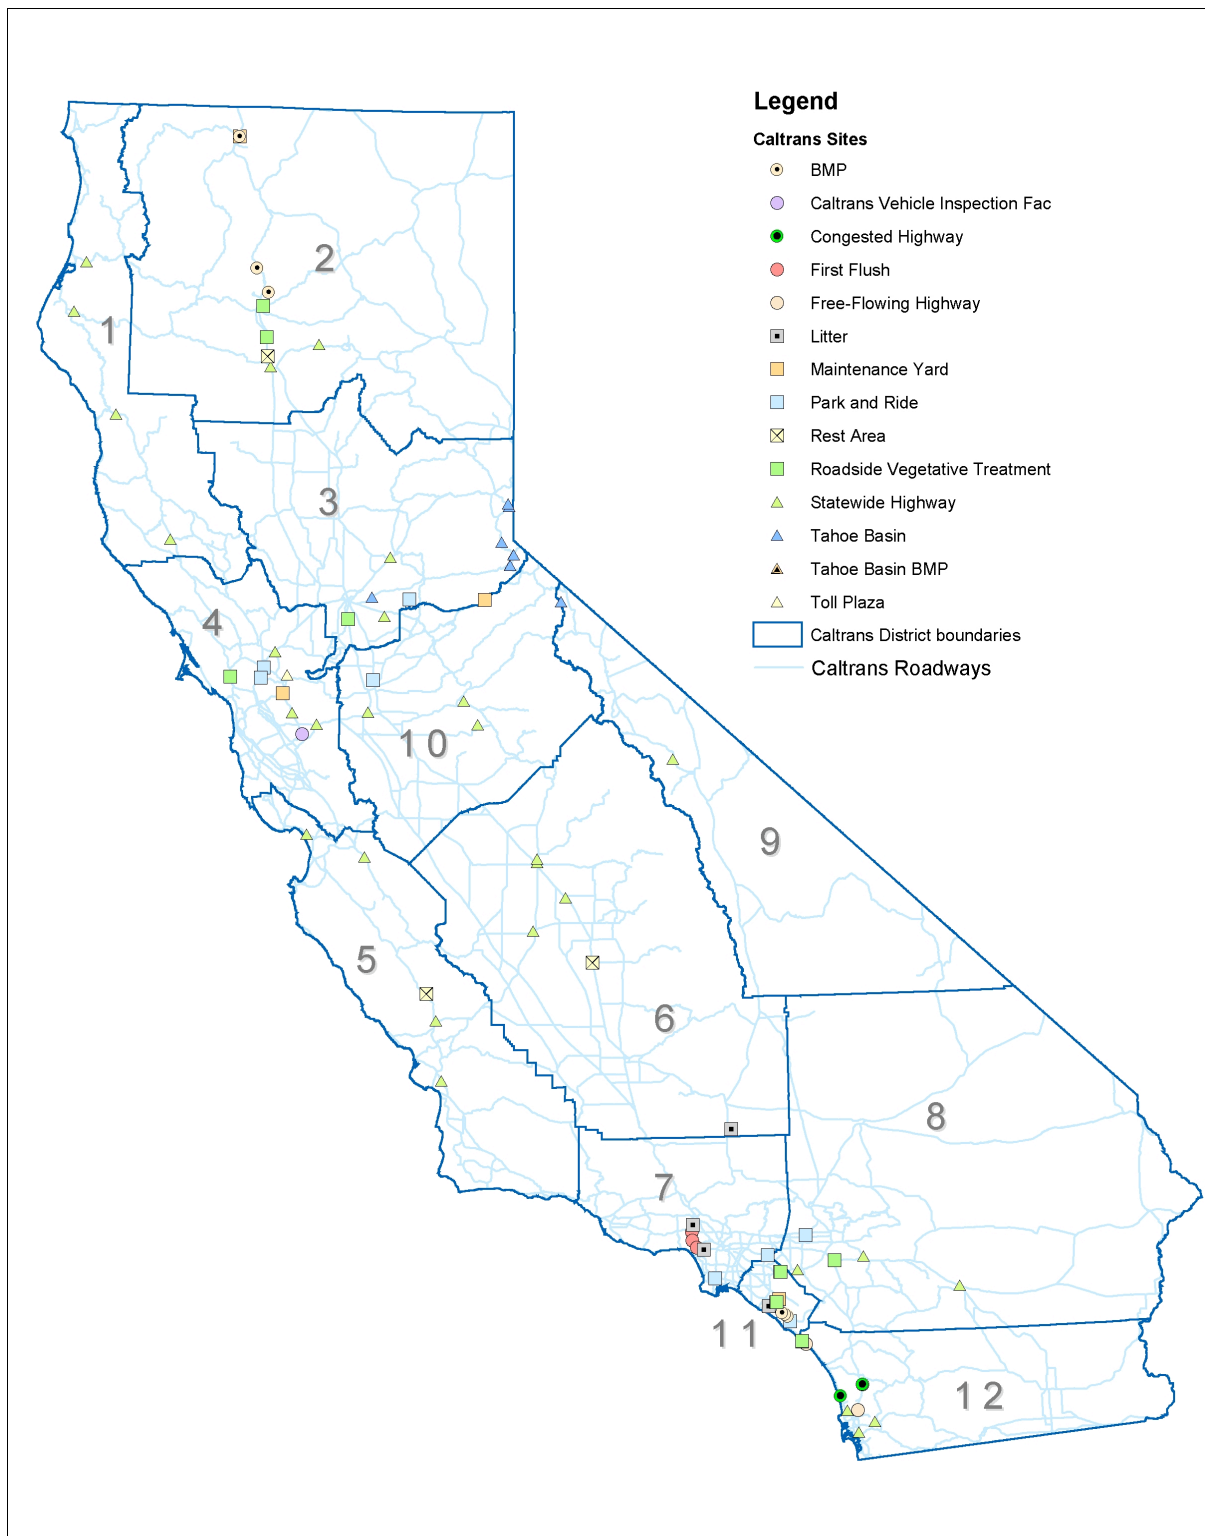 Legend
Caltrans Sites
BMP
Caltrans Vehicle Inspection Fac
Congested Highway
First Flush
Free-Flowing Highway
Litter
Maintenance Yard
Park and Ride
Rest Area
Roadside Vegetative Treatment
Statewide Highway
Tahoe Basin
Tahoe Basin BMP
Toll Plaza
Caltrans District boundaries
Caltrans Roadways
2
1
3
4
10
9
5
6
8
7
11
12